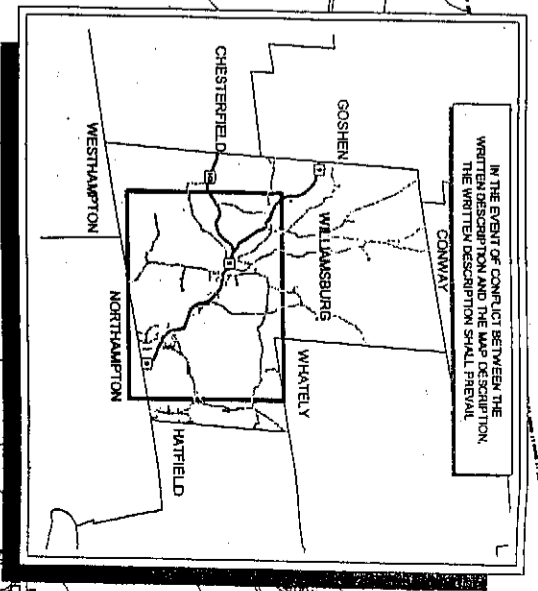 IN THE EVENT OF CONFLICT BETWEEN THE
WRITTEN DESCRIPTION AND THE MAP DESCRIPTION,
THE WRITTEN DESCRIPTION SHALL PREVAIL
CONWAY
GOSHEN
CHESTERFIELD
WILLIAMSBURG
WHATELY
WESTHAMPTON
NORTHAMPTON
HATFIELD